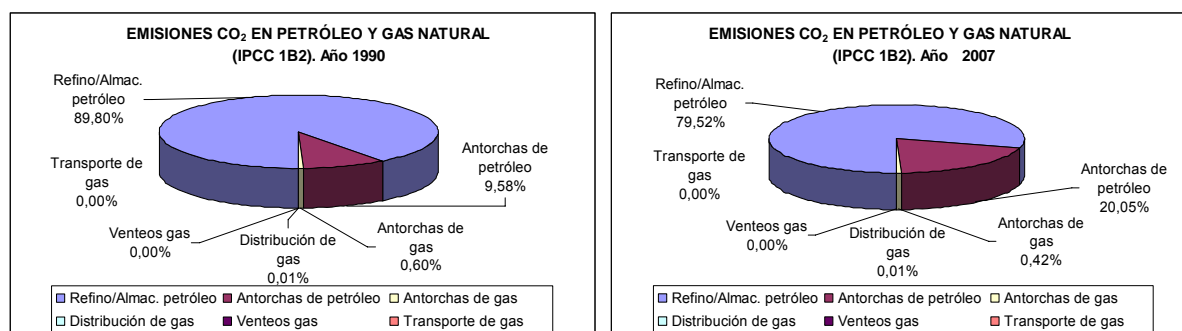 EMISIONES CO2 EN PETRÓLEO Y GAS NATURAL
(IPCC 1B2). Año 1990
Refino/Almac.
petróleo
89,80%
Transporte de
gas
0,00%
Venteos gas
0,00%
Distribución de
gas
0,01%
Antorchas de
gas
0,60%
Antorchas de
petróleo
9,58%
Refino/Almac. petróleo
Antorchas de petróleo
Antorchas de gas
Distribución de gas
Venteos gas
Transporte de gas
EMISIONES CO2 EN PETRÓLEO Y GAS NATURAL
(IPCC 1B2). Año 2007
Refino/Almac.
petróleo
79,52%
Transporte de
gas
0,00%
Venteos gas
0,00%
Distribución de
gas
0,01%
Antorchas de
gas
0,42%
Antorchas de
petróleo
20,05%
Refino/Almac. petróleo
Antorchas de petróleo
Antorchas de gas
Distribución de gas
Venteos gas
Transporte de gas